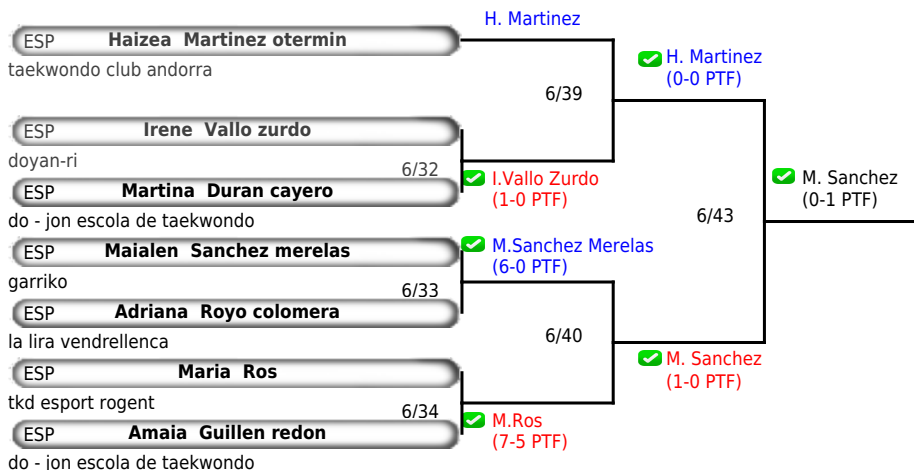 H. Martinez
ESP Haizea Martinez otermin
taekwondo club andorra
H. Martinez
(0-0 PTF)
6/39
ESP Irene Vallo zurdo
doyan-ri
6/32
I.Vallo Zurdo
(1-0 PTF)
ESP Martina Duran cayero
do - jon escola de taekwondo
M. Sanchez
(0-1 PTF)
6/43
ESP Maialen Sanchez merelas
garriko
M.Sanchez Merelas
(6-0 PTF)
6/33
ESP Adriana Royo colomera
la lira vendrellenca
6/40
M. Sanchez
(1-0 PTF)
ESP Maria Ros
tkd esport rogent
6/34
M.Ros
(7-5 PTF)
ESP Amaia Guillen redon
do - jon escola de taekwondo